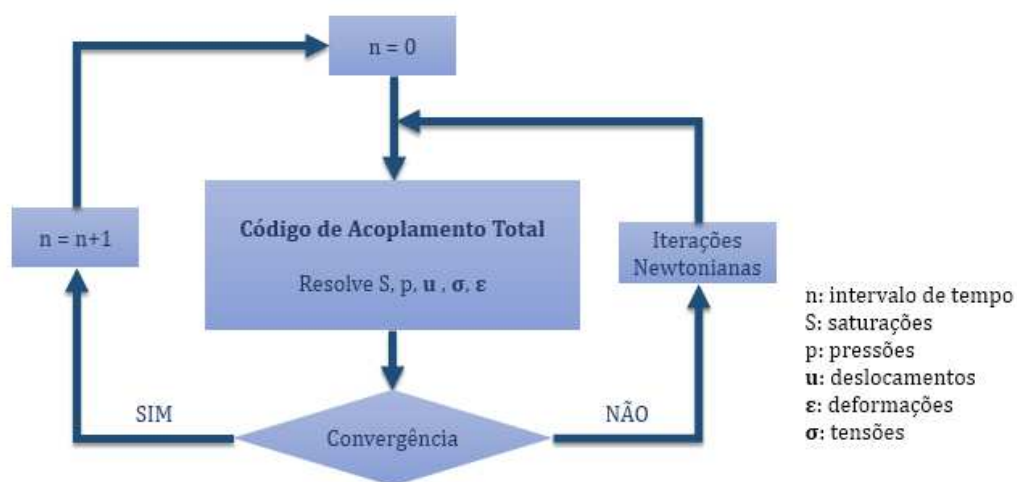 n = 0
n = n+1
Código de Acoplamento Total
Resolve S, p, u , σ, ε
Iterações
Newtonianas
SIM
NÃO
Convergência
n: intervalo de tempo
S: saturações
p: pressões
u: deslocamentos
ε: deformações
σ: tensões